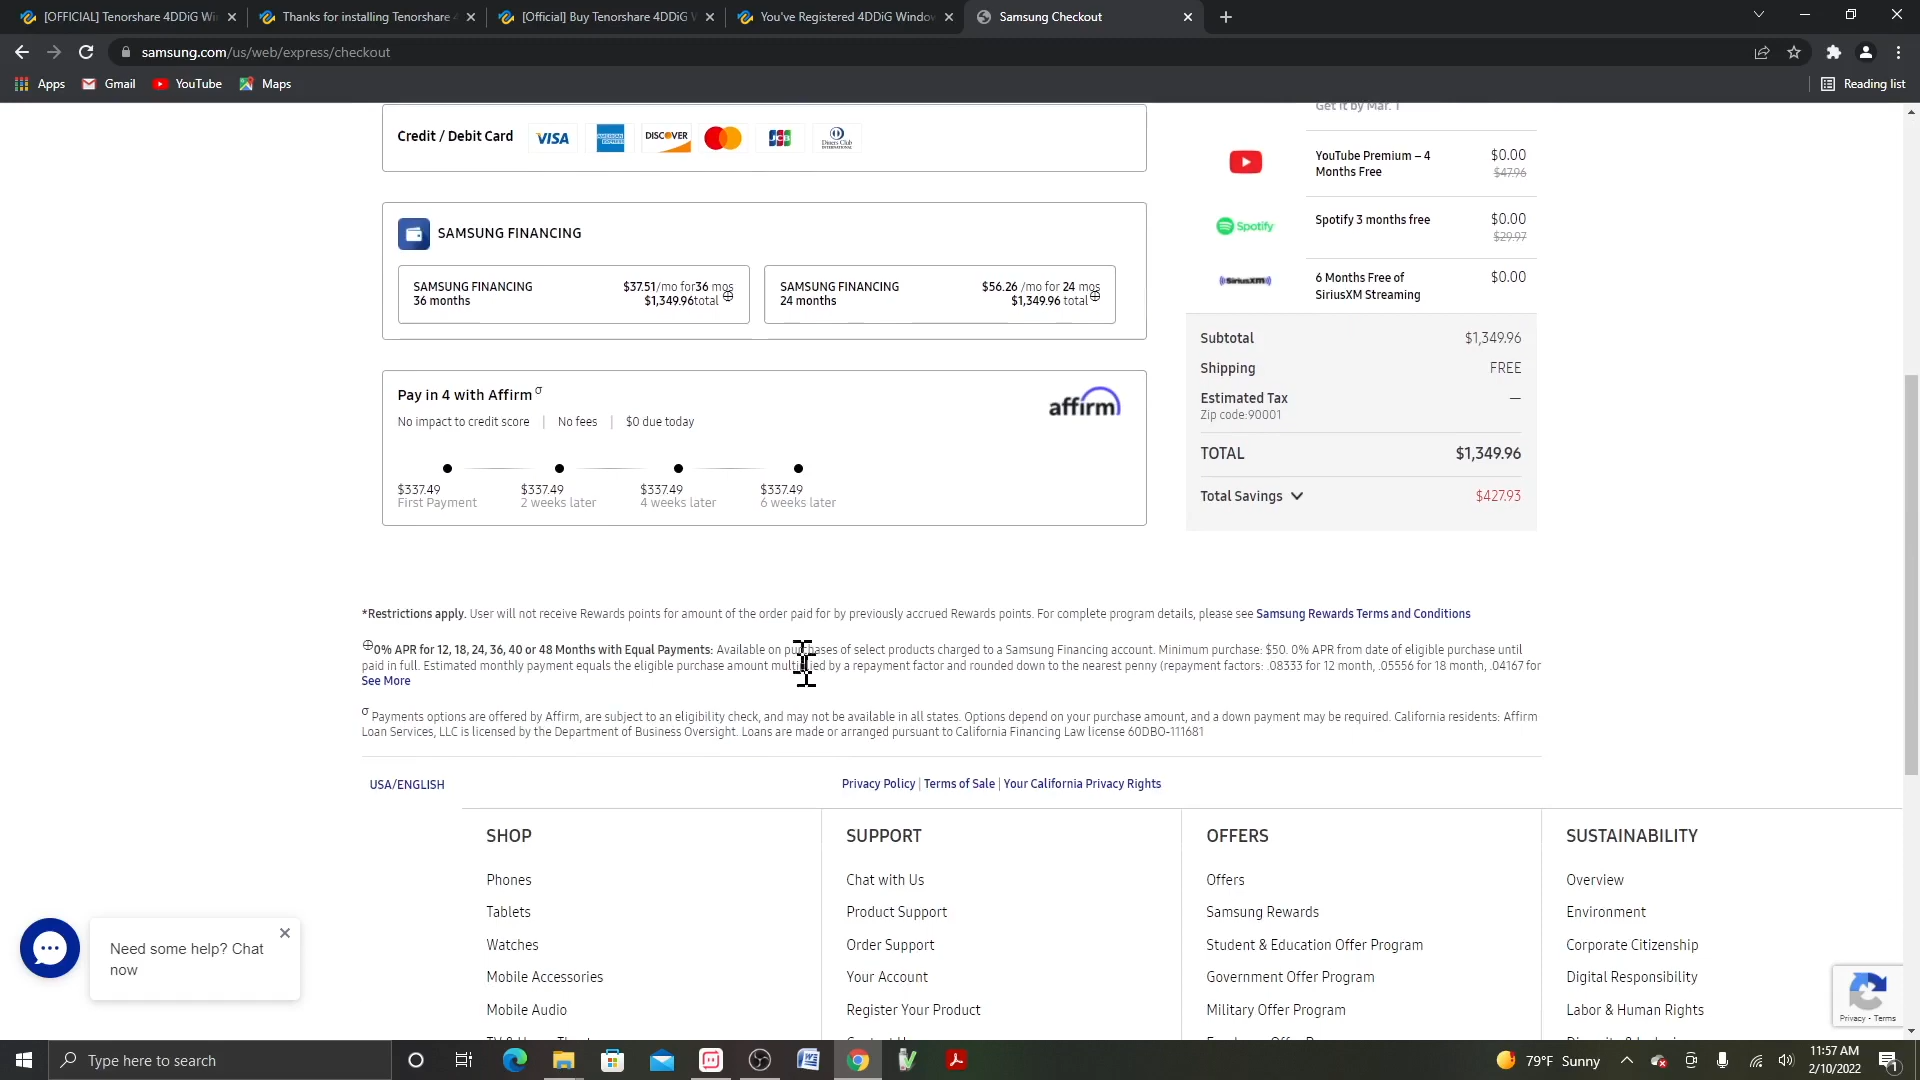 [OFFICIAL] Tenorshare 4DDiG Wi
Thanks for installing Tenorshare
[Official] Buy Tenorshare 4DDiG
You've Registered 4DDiG Window
Samsung Checkout
samsung.com/us/web/express/checkout
Apps
Gmail
YouTube
Maps
Reading list
Get it by Mar. 1
Credit / Debit Card
VISA
AMERICAN EXPRESS
DISCOVER
JCB
Diners Club INTERNATIONAL
YouTube Premium – 4 Months Free
$0.00
$47.96
Spotify
Spotify 3 months free
$0.00
$29.97
SiriusXM
6 Months Free of SiriusXM Streaming
$0.00
SAMSUNG FINANCING
SAMSUNG FINANCING
36 months
$37.51/mo for36 mos
$1,349.96total
SAMSUNG FINANCING
24 months
$56.26 /mo for 24 mos
$1,349.96 total
Pay in 4 with Affirm σ
affirm
No impact to credit score | No fees | $0 due today
$337.49 $337.49 $337.49 $337.49
First Payment 2 weeks later 4 weeks later 6 weeks later
Subtotal $1,349.96
Shipping FREE
Estimated Tax —
Zip code:90001
TOTAL $1,349.96
Total Savings $427.93
*Restrictions apply. User will not receive Rewards points for amount of the order paid for by previously accrued Rewards points. For complete program details, please see Samsung Rewards Terms and Conditions
0% APR for 12, 18, 24, 36, 40 or 48 Months with Equal Payments: Available on purchases of select products charged to a Samsung Financing account. Minimum purchase: $50. 0% APR from date of eligible purchase until
paid in full. Estimated monthly payment equals the eligible purchase amount multiplied by a repayment factor and rounded down to the nearest penny (repayment factors: .08333 for 12 month, .05556 for 18 month, .04167 for
See More
σ Payments options are offered by Affirm, are subject to an eligibility check, and may not be available in all states. Options depend on your purchase amount, and a down payment may be required. California residents: Affirm
Loan Services, LLC is licensed by the Department of Business Oversight. Loans are made or arranged pursuant to California Financing Law license 60DBO-111681
USA/ENGLISH
Privacy Policy | Terms of Sale | Your California Privacy Rights
SHOP
Phones
Tablets
Watches
Mobile Accessories
Mobile Audio
SUPPORT
Chat with Us
Product Support
Order Support
Your Account
Register Your Product
OFFERS
Offers
Samsung Rewards
Student & Education Offer Program
Government Offer Program
Military Offer Program
SUSTAINABILITY
Overview
Environment
Corporate Citizenship
Digital Responsibility
Labor & Human Rights
Need some help? Chat now
Privacy - Terms
Type here to search
79°F Sunny
11:57 AM
2/10/2022
1